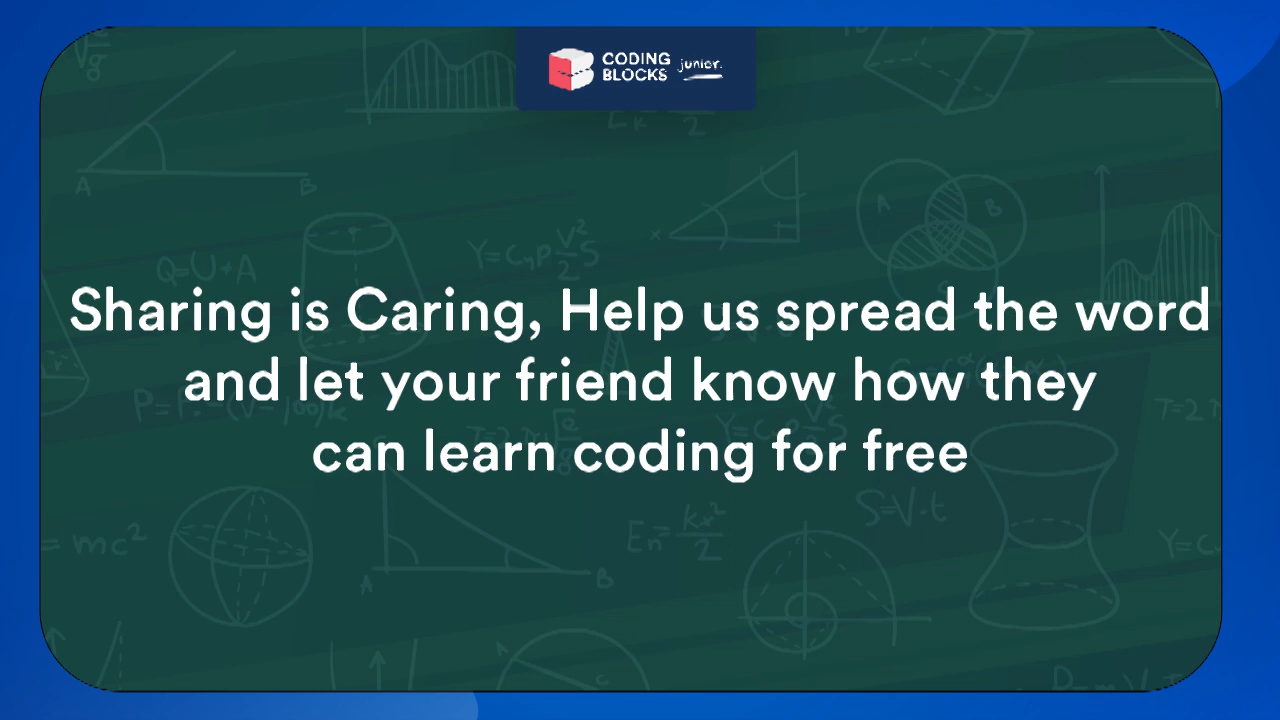 CODING
BLOCKS junior.
Sharing is Caring, Help us spread the word
and let your friend know how they
can learn coding for free
A
B
A
B
Q=U+A
= mc²
A
B
S=V·t